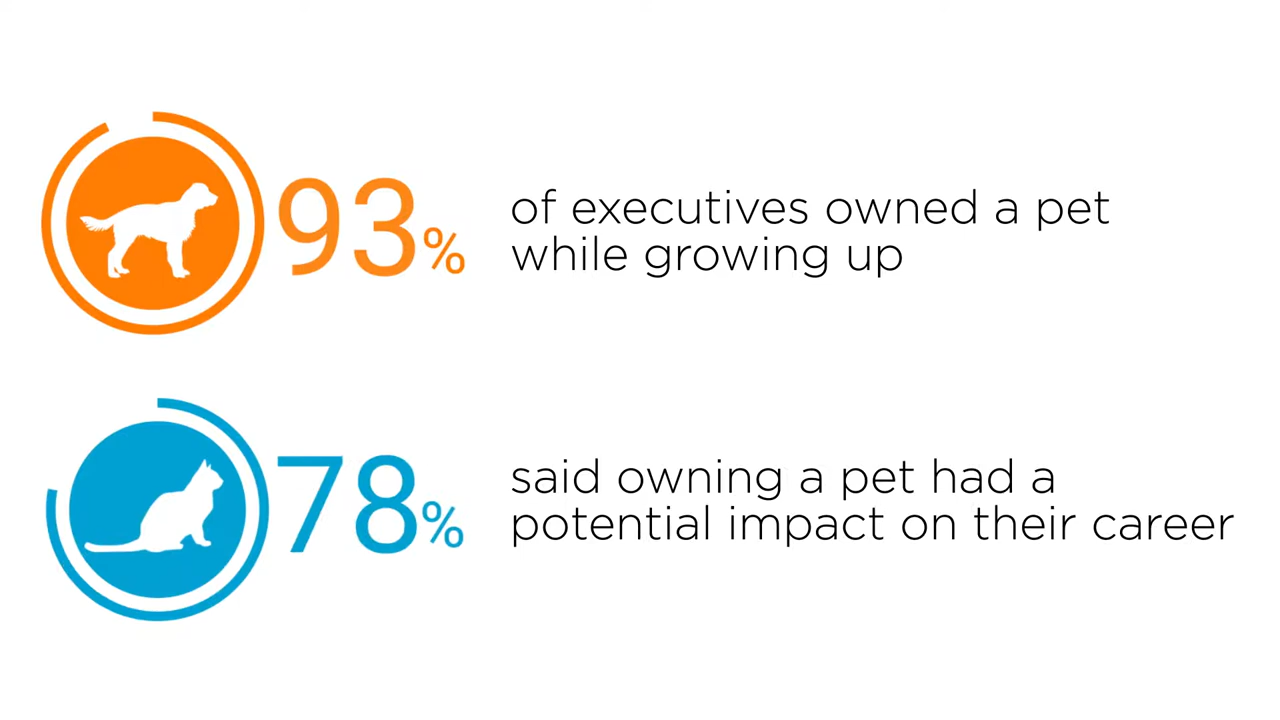 93%
of executives owned a pet
while growing up
78%
said owning a pet had a
potential impact on their career